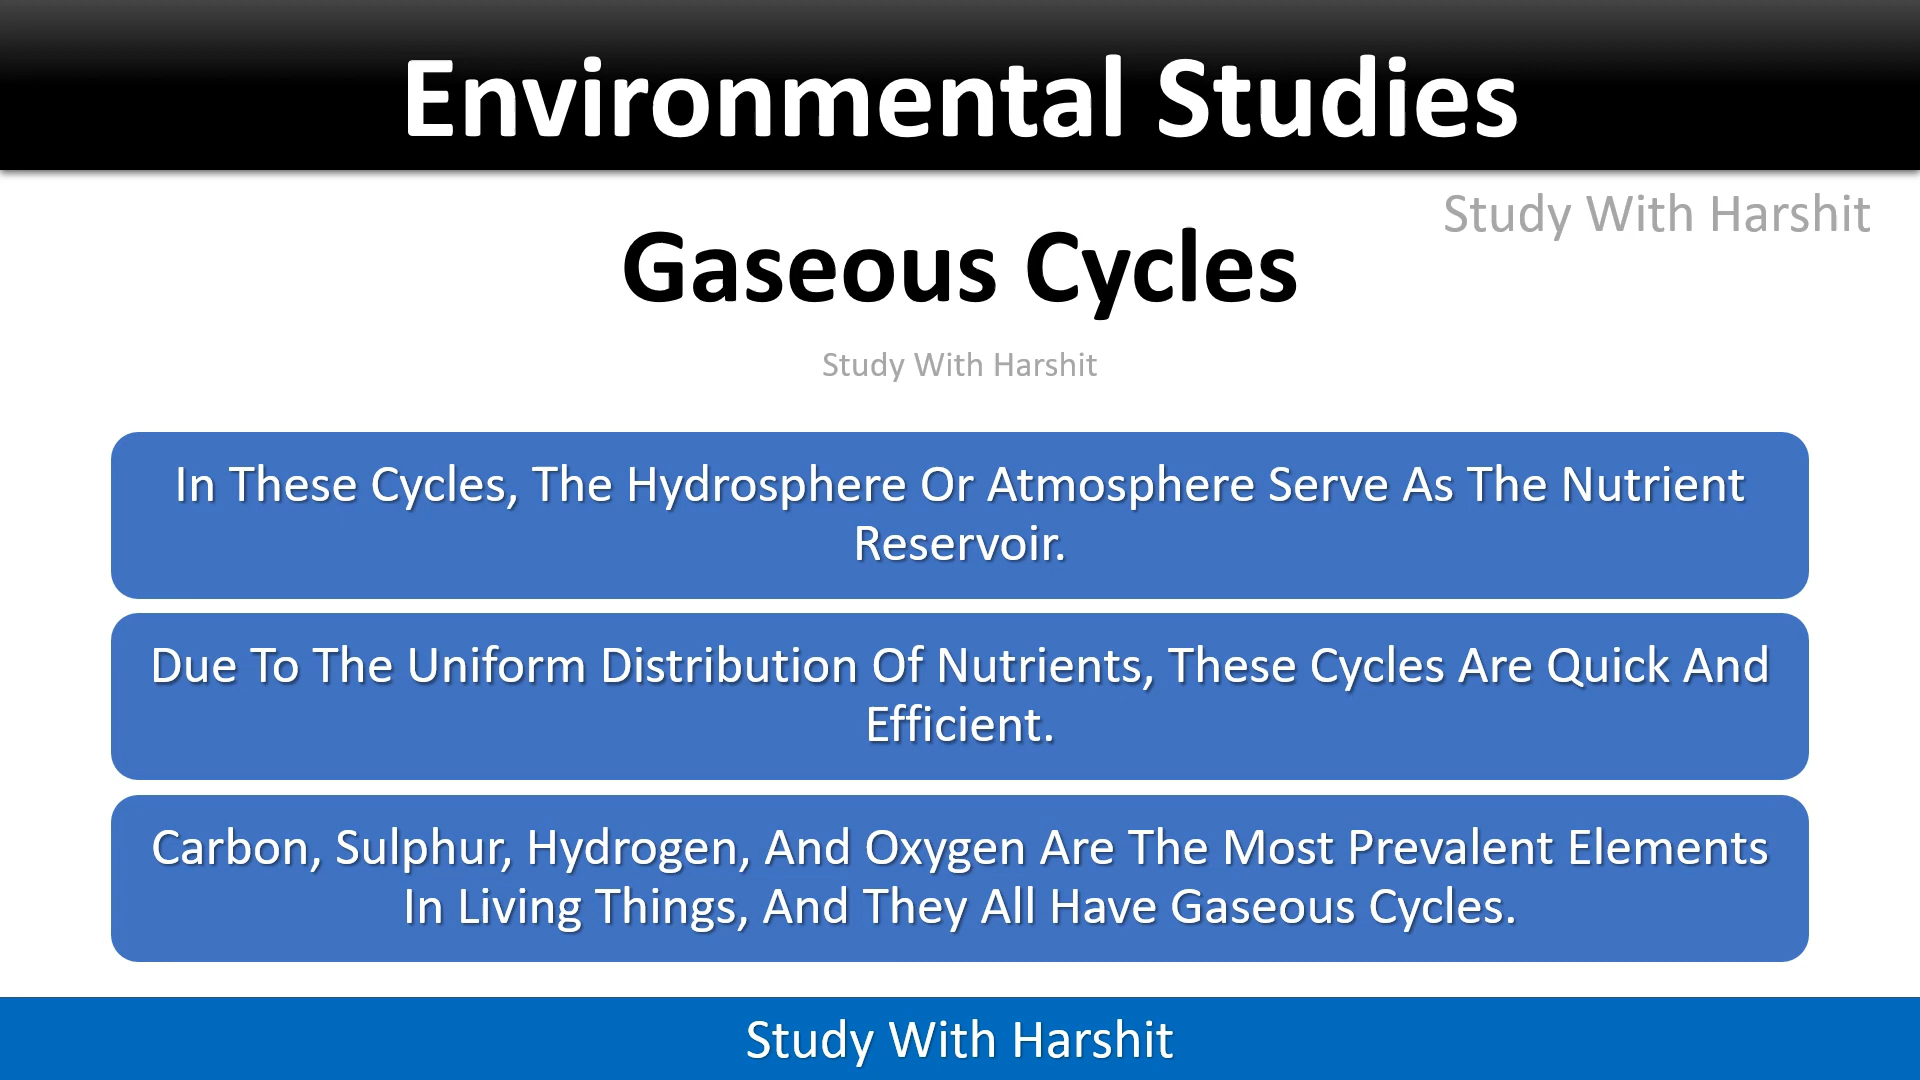 Environmental Studies
Study With Harshit
Gaseous Cycles
Study With Harshit
In These Cycles, The Hydrosphere Or Atmosphere Serve As The Nutrient
Reservoir.
Due To The Uniform Distribution Of Nutrients, These Cycles Are Quick And
Efficient.
Carbon, Sulphur, Hydrogen, And Oxygen Are The Most Prevalent Elements
In Living Things, And They All Have Gaseous Cycles.
Study With Harshit